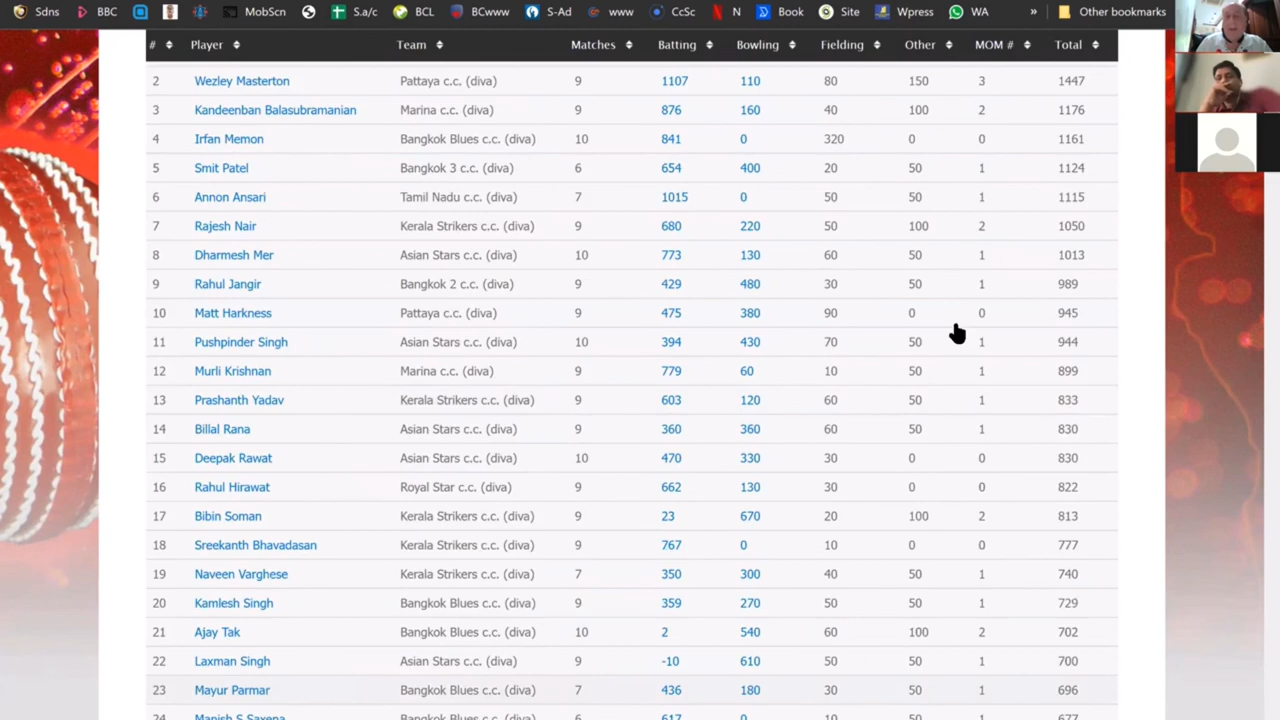 Sdns BBC MobScn S.a/c BCL BCwww S-Ad www CcSc N Book Site Wpress WA » Other bookmarks
# Player Team Matches Batting Bowling Fielding Other MOM # Total
2 Wezley Masterton Pattaya c.c. (diva) 9 1107 110 80 150 3 1447
3 Kandeenban Balasubramanian Marina c.c. (diva) 9 876 160 40 100 2 1176
4 Irfan Memon Bangkok Blues c.c. (diva) 10 841 0 320 0 0 1161
5 Smit Patel Bangkok 3 c.c. (diva) 6 654 400 20 50 1 1124
6 Annon Ansari Tamil Nadu c.c. (diva) 7 1015 0 50 50 1 1115
7 Rajesh Nair Kerala Strikers c.c. (diva) 9 680 220 50 100 2 1050
8 Dharmesh Mer Asian Stars c.c. (diva) 10 773 130 60 50 1 1013
9 Rahul Jangir Bangkok 2 c.c. (diva) 9 429 480 30 50 1 989
10 Matt Harkness Pattaya c.c. (diva) 9 475 380 90 0 0 945
11 Pushpinder Singh Asian Stars c.c. (diva) 10 394 430 70 50 1 944
12 Murli Krishnan Marina c.c. (diva) 9 779 60 10 50 1 899
13 Prashanth Yadav Kerala Strikers c.c. (diva) 9 603 120 60 50 1 833
14 Billal Rana Asian Stars c.c. (diva) 9 360 360 60 50 1 830
15 Deepak Rawat Asian Stars c.c. (diva) 10 470 330 30 0 0 830
16 Rahul Hirawat Royal Star c.c. (diva) 9 662 130 30 0 0 822
17 Bibin Soman Kerala Strikers c.c. (diva) 9 23 670 20 100 2 813
18 Sreekanth Bhavadasan Kerala Strikers c.c. (diva) 9 767 0 10 0 0 777
19 Naveen Varghese Kerala Strikers c.c. (diva) 7 350 300 40 50 1 740
20 Kamlesh Singh Bangkok Blues c.c. (diva) 9 359 270 50 50 1 729
21 Ajay Tak Bangkok Blues c.c. (diva) 10 2 540 60 100 2 702
22 Laxman Singh Asian Stars c.c. (diva) 9 -10 610 50 50 1 700
23 Mayur Parmar Bangkok Blues c.c. (diva) 7 436 180 30 50 1 696
24 Manish S Saxena Bangkok Blues c.c. (diva) 6 617 0 10 50 1 677